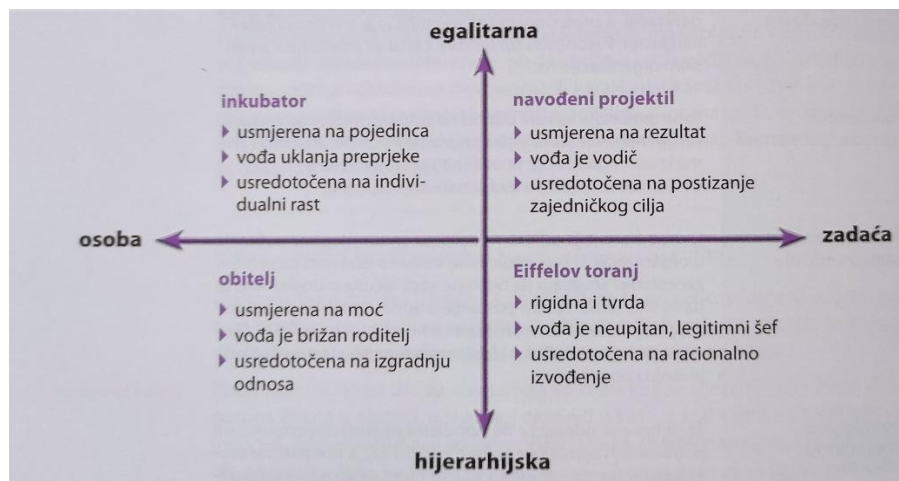 egalitarna
inkubator
usmjerena na pojedinca
vođa uklanja preprjeke
usredotočena na indivi-
dualni rast
navođeni projektil
usmjerena na rezultat
vođa je vodič
usredotočena na postizanje
zajedničkog cilja
osoba
zadaća
obitelj
usmjerena na moć
vođa je brižan roditelj
usredotočena na izgradnju
odnosa
Eiffelov toranj
rigidna i tvrda
vođa je neupitan, legitimni šef
usredotočena na racionalno
izvođenje
hijerarhijska